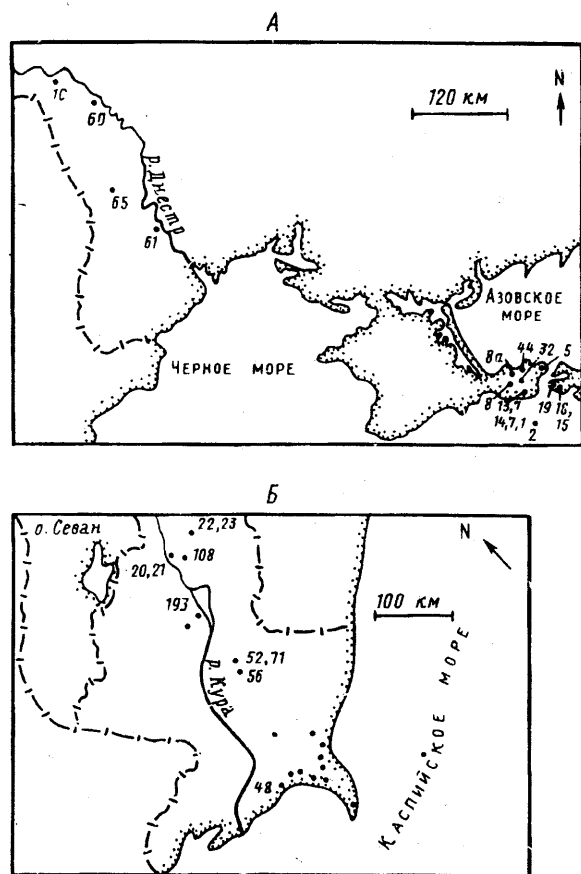 А
1С
60
65
61
р. Днестр
120 км
N
АЗОВСКОЕ
МОРЕ
ЧЕРНОЕ МОРЕ
8а
44
32
5
8
13,7
14,7,1
19
16,
15
2
Б
о. Севан
22,23
20,21
108
193
52,71
56
р. Кура
48
N
100 км
КАСПИЙСКОЕ МОРЕ